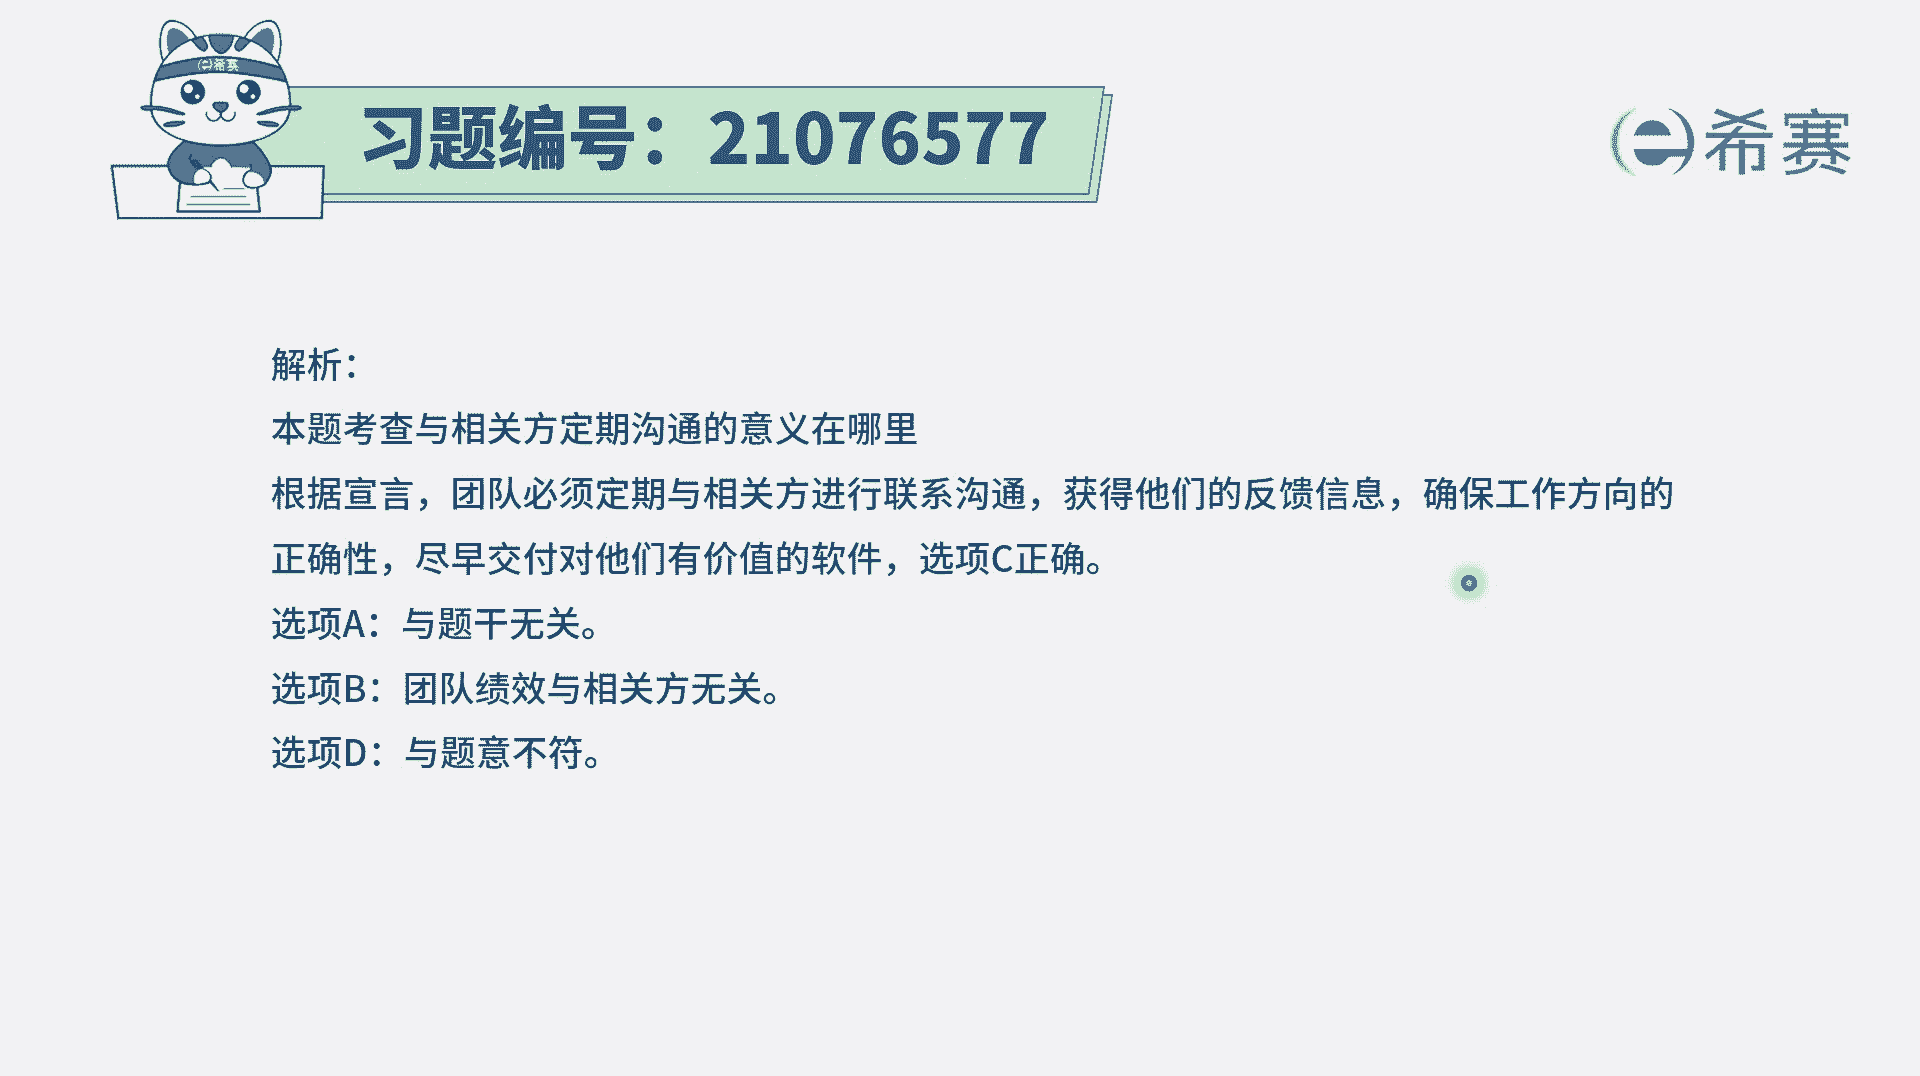 希赛
习题编号：21076577
希赛
解析：
本题考查与相关方定期沟通的意义在哪里
根据宣言，团队必须定期与相关方进行联系沟通，获得他们的反馈信息，确保工作方向的
正确性，尽早交付对他们有价值的软件，选项C正确。
选项A：与题干无关。
选项B：团队绩效与相关方无关。
选项D：与题意不符。